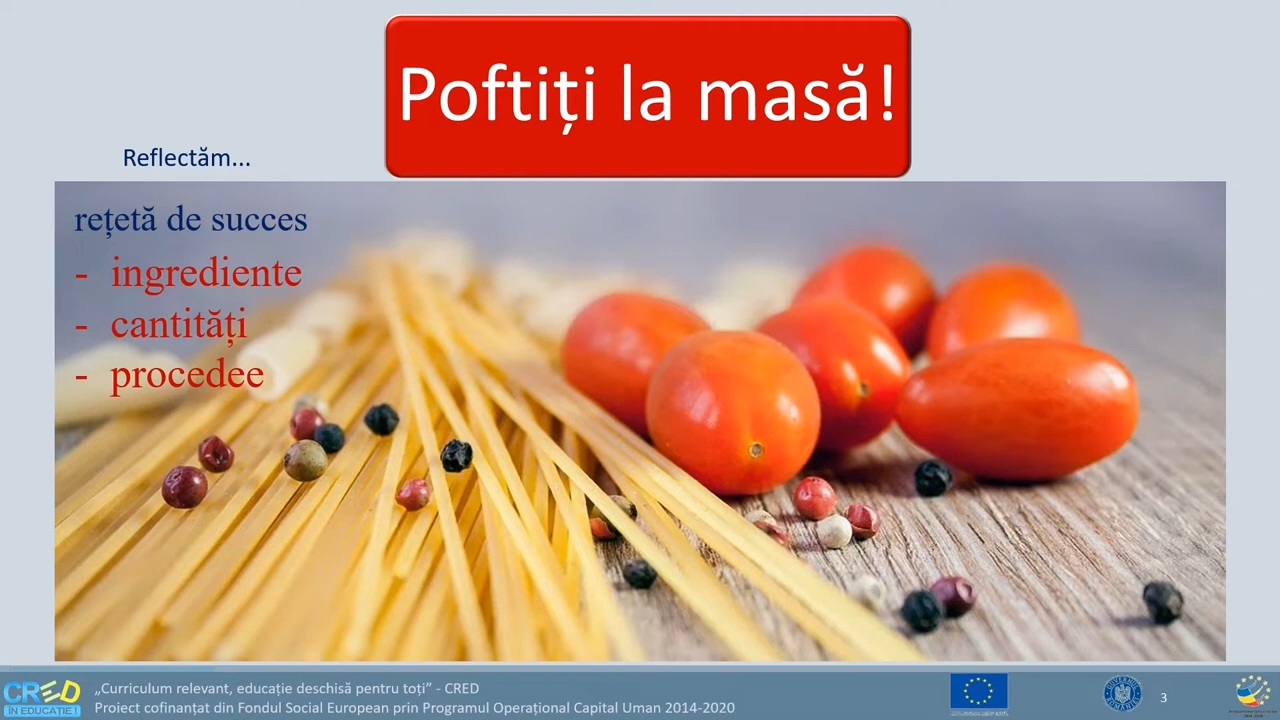 Poftiți la masă!
Reflectăm...
rețetă de succes
- ingrediente
- cantități
- procedee
CRED
ÎN EDUCAȚIE !
„Curriculum relevant, educație deschisă pentru toți” - CRED
Proiect cofinanțat din Fondul Social European prin Programul Operațional Capital Uman 2014-2020
3